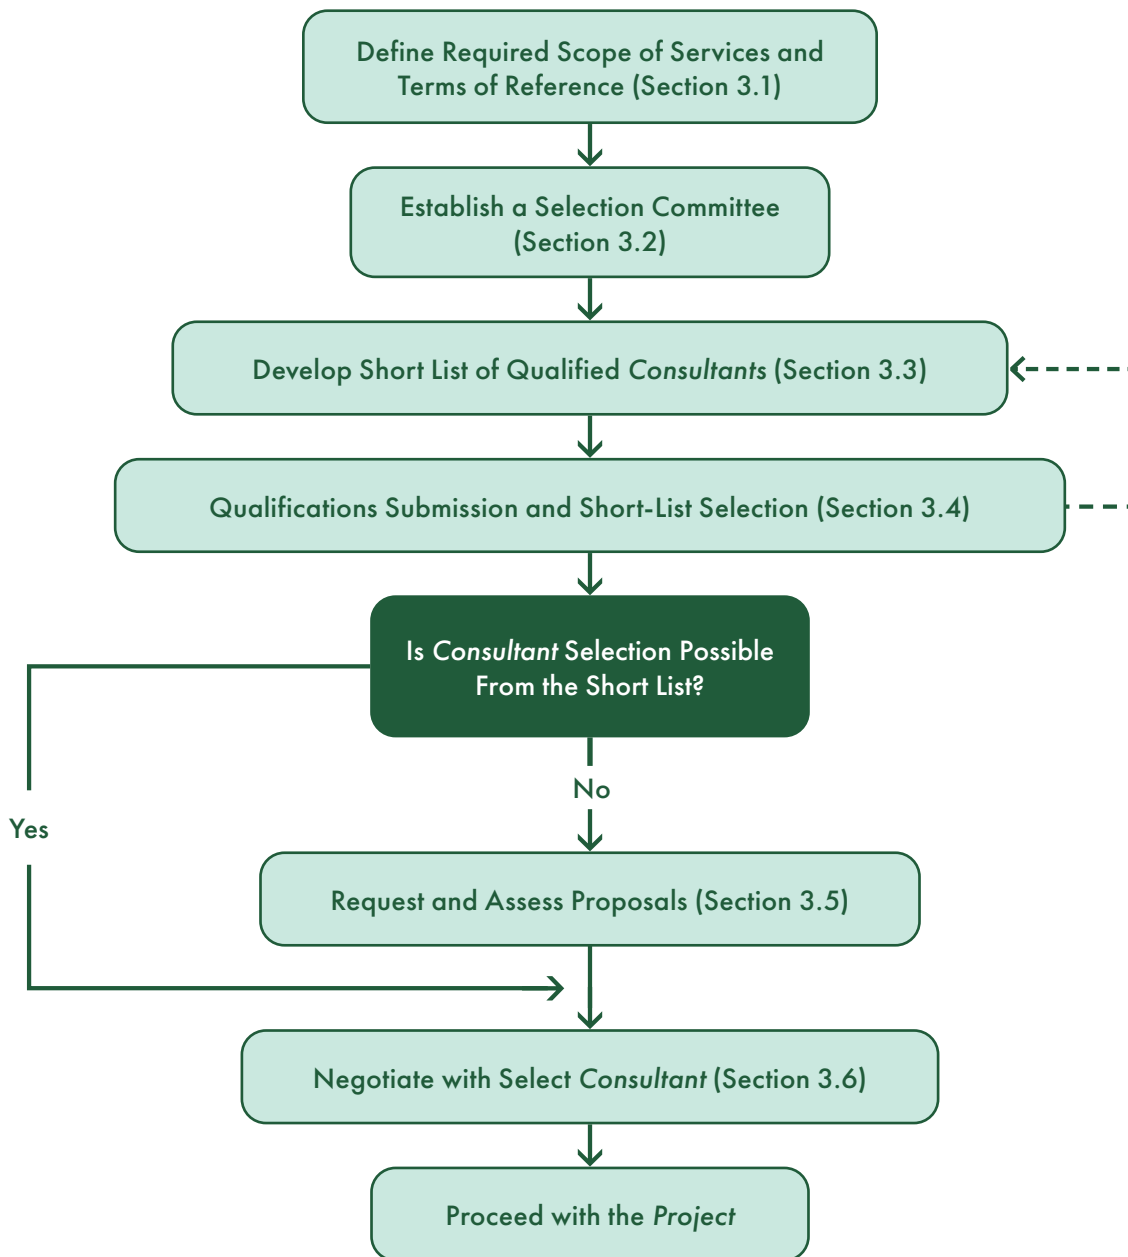 Define Required Scope of Services and
Terms of Reference (Section 3.1)
Establish a Selection Committee
(Section 3.2)
Develop Short List of Qualified Consultants (Section 3.3)
Qualifications Submission and Short-List Selection (Section 3.4)
Is Consultant Selection Possible
From the Short List?
No
Yes
Request and Assess Proposals (Section 3.5)
Negotiate with Select Consultant (Section 3.6)
Proceed with the Project